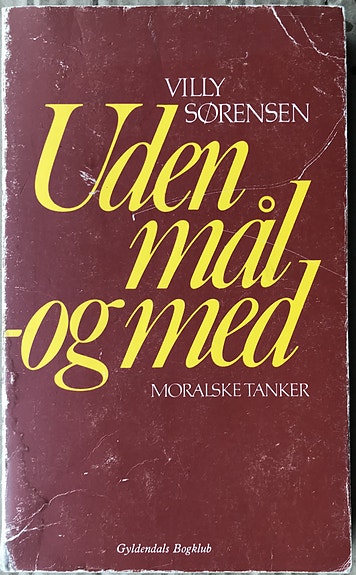 VILLY
SØRENSEN
Uden
mål
-og med
MORALSKE TANKER
Gyldendals Bogklub